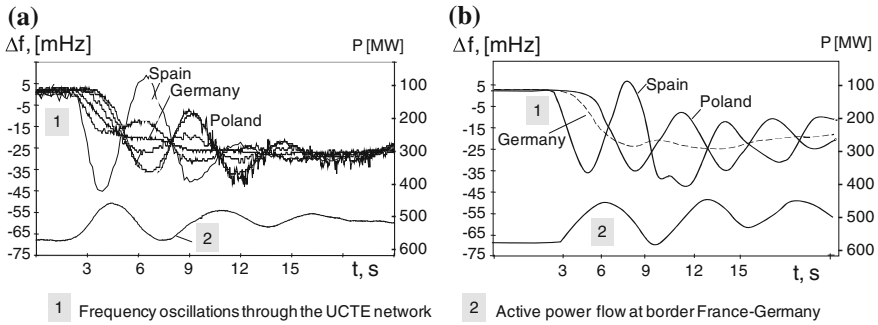 (a)
Δf, [mHz]
P [MW]
5
-5
-15
-25
-35
-45
-55
-65
-75
100
200
300
400
500
600
Spain
Germany
Poland
1
2
3 6 9 12 15
t, s
(b)
Δf, [mHz]
P [MW]
5
-5
-15
-25
-35
-45
-55
-65
-75
100
200
300
400
500
600
Spain
Poland
Germany
1
2
3 6 9 12 15
t, s
1 Frequency oscillations through the UCTE network
2 Active power flow at border France-Germany